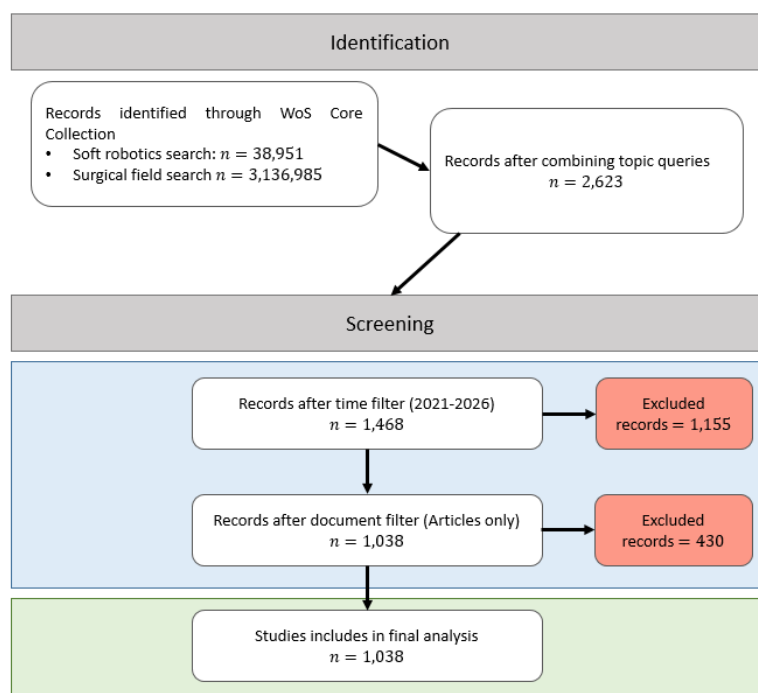 Identification
Records identified through WoS Core
Collection
• Soft robotics search: n = 38,951
• Surgical field search n = 3,136,985
Records after combining topic queries
n = 2,623
Screening
Records after time filter (2021-2026)
n = 1,468
Excluded
records = 1,155
Records after document filter (Articles only)
n = 1,038
Excluded
records = 430
Studies includes in final analysis
n = 1,038